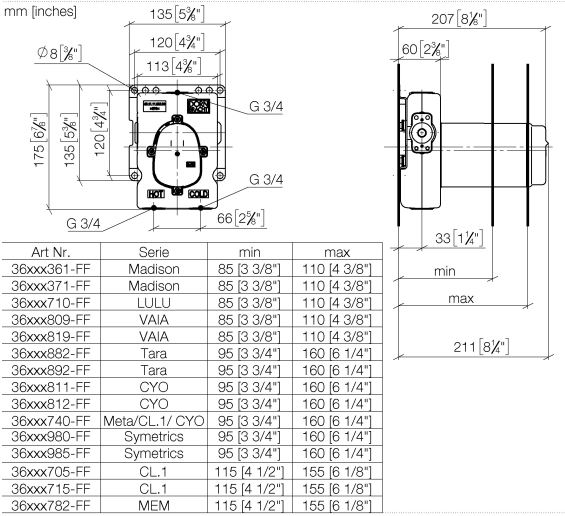 mm [inches]
135 [5⅜"]
207 [8⅛"]
120 [4¾"]
60 [2⅜"]
Ø8 [⅜"]
113 [4⅜"]
G 3/4
175 [6⅞"]
135 [5⅜"]
120 [4¾"]
G 3/4
HOT
COLD
G 3/4
66 [2⅝"]
33 [1¼"]
min
max
211 [8¼"]
Art Nr. Serie min max
36xxx361-FF Madison 85 [3 3/8"] 110 [4 3/8"]
36xxx371-FF Madison 85 [3 3/8"] 110 [4 3/8"]
36xxx710-FF LULU 85 [3 3/8"] 110 [4 3/8"]
36xxx809-FF VAIA 85 [3 3/8"] 110 [4 3/8"]
36xxx819-FF VAIA 85 [3 3/8"] 110 [4 3/8"]
36xxx882-FF Tara 95 [3 3/4"] 160 [6 1/4"]
36xxx892-FF Tara 95 [3 3/4"] 160 [6 1/4"]
36xxx811-FF CYO 95 [3 3/4"] 160 [6 1/4"]
36xxx812-FF CYO 95 [3 3/4"] 160 [6 1/4"]
36xxx740-FF Meta/CL.1/ CYO 95 [3 3/4"] 160 [6 1/4"]
36xxx980-FF Symetrics 95 [3 3/4"] 160 [6 1/4"]
36xxx985-FF Symetrics 95 [3 3/4"] 160 [6 1/4"]
36xxx705-FF CL.1 115 [4 1/2"] 155 [6 1/8"]
36xxx715-FF CL.1 115 [4 1/2"] 155 [6 1/8"]
36xxx782-FF MEM 115 [4 1/2"] 155 [6 1/8"]